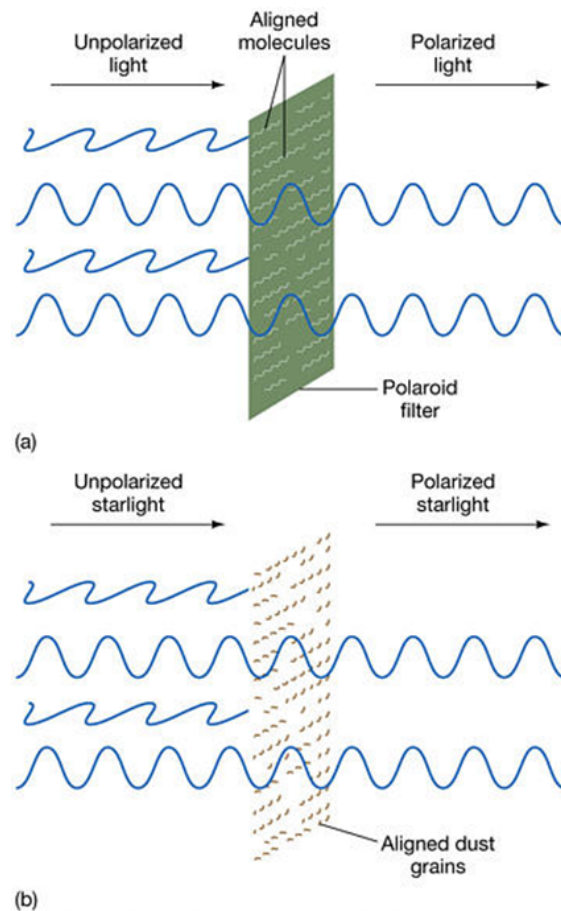 Aligned
molecules
Unpolarized
light
Polarized
light
Polaroid
filter
(a)
Unpolarized
starlight
Polarized
starlight
Aligned dust
grains
(b)